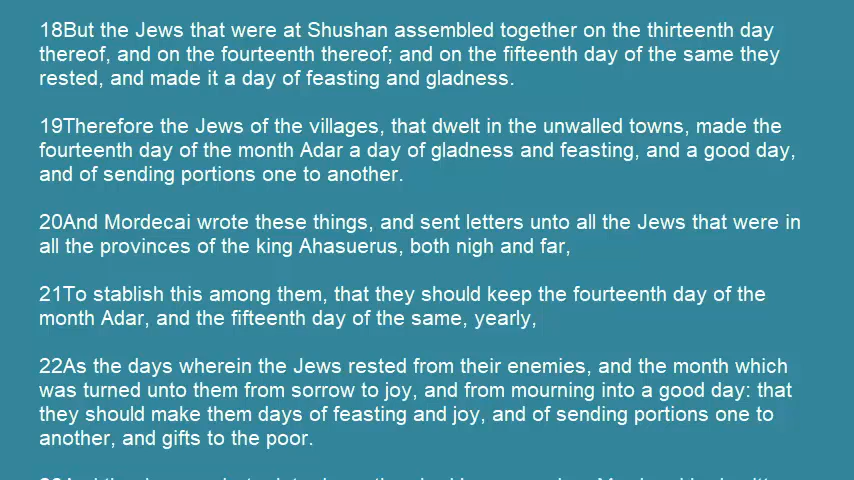 18But the Jews that were at Shushan assembled together on the thirteenth day
thereof, and on the fourteenth thereof; and on the fifteenth day of the same they
rested, and made it a day of feasting and gladness.
19Therefore the Jews of the villages, that dwelt in the unwalled towns, made the
fourteenth day of the month Adar a day of gladness and feasting, and a good day,
and of sending portions one to another.
20And Mordecai wrote these things, and sent letters unto all the Jews that were in
all the provinces of the king Ahasuerus, both nigh and far,
21To stablish this among them, that they should keep the fourteenth day of the
month Adar, and the fifteenth day of the same, yearly,
22As the days wherein the Jews rested from their enemies, and the month which
was turned unto them from sorrow to joy, and from mourning into a good day: that
they should make them days of feasting and joy, and of sending portions one to
another, and gifts to the poor.